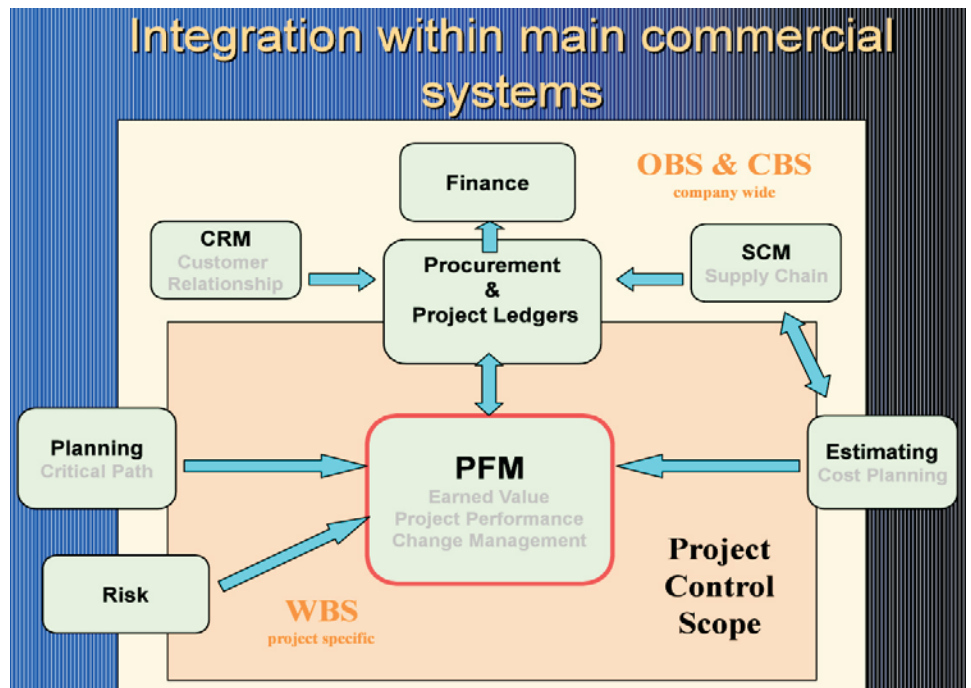 Integration within main commercial
systems
OBS & CBS
company wide
Finance
CRM
Customer
Relationship
Procurement
&
Project Ledgers
SCM
Supply Chain
Planning
Critical Path
PFM
Earned Value
Project Performance
Change Management
Estimating
Cost Planning
Risk
WBS
project specific
Project
Control
Scope